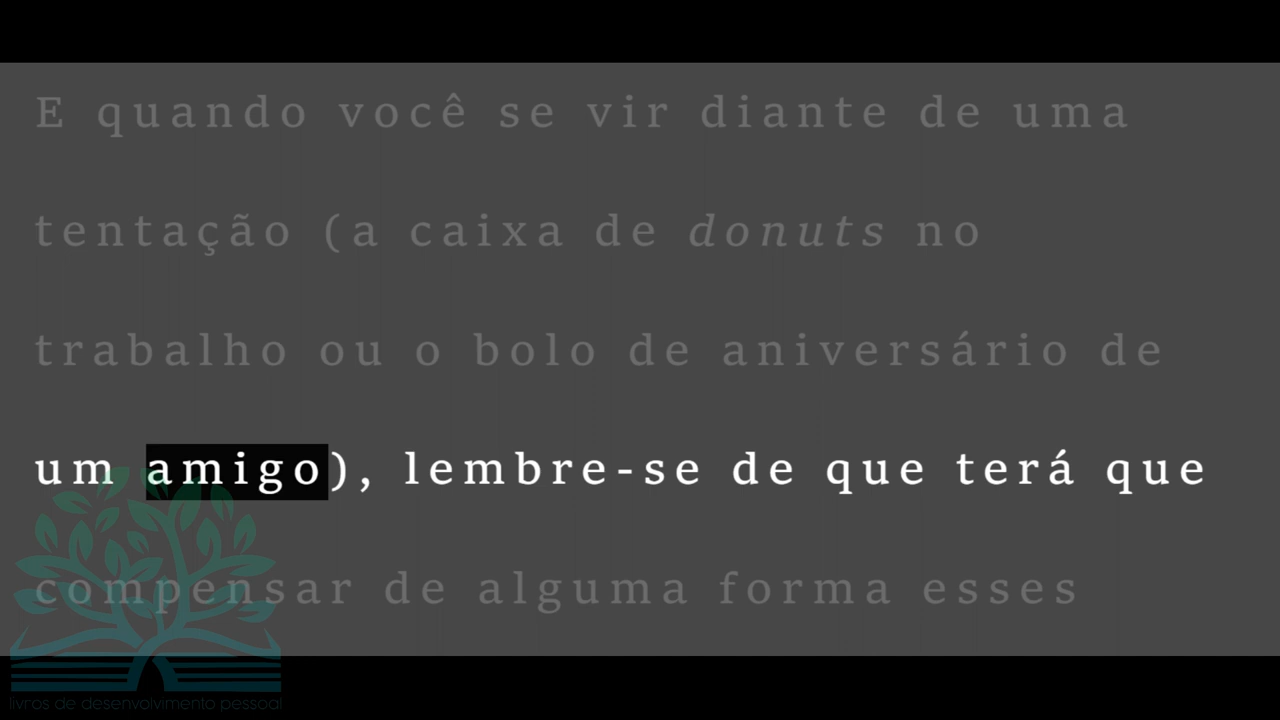 E quando você se vir diante de uma
tentação (a caixa de donuts no
trabalho ou o bolo de aniversário de
um amigo), lembre-se de que terá que
compensar de alguma forma esses
livros de desenvolvimento pessoal